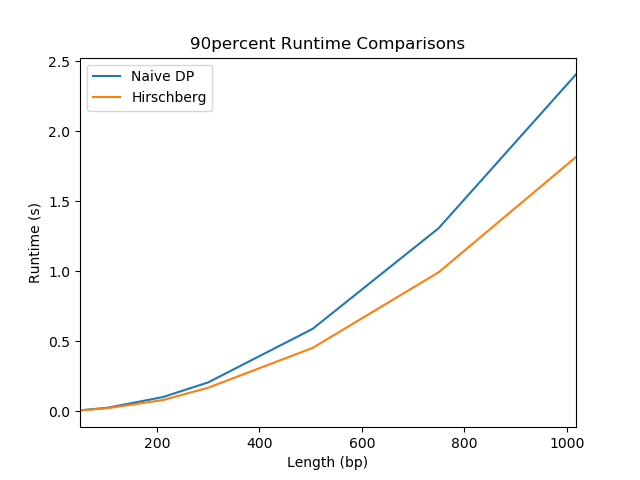 90percent Runtime Comparisons
Naive DP
Hirschberg
2.5
2.0
1.5
1.0
0.5
0.0
Runtime (s)
200
400
600
800
1000
Length (bp)